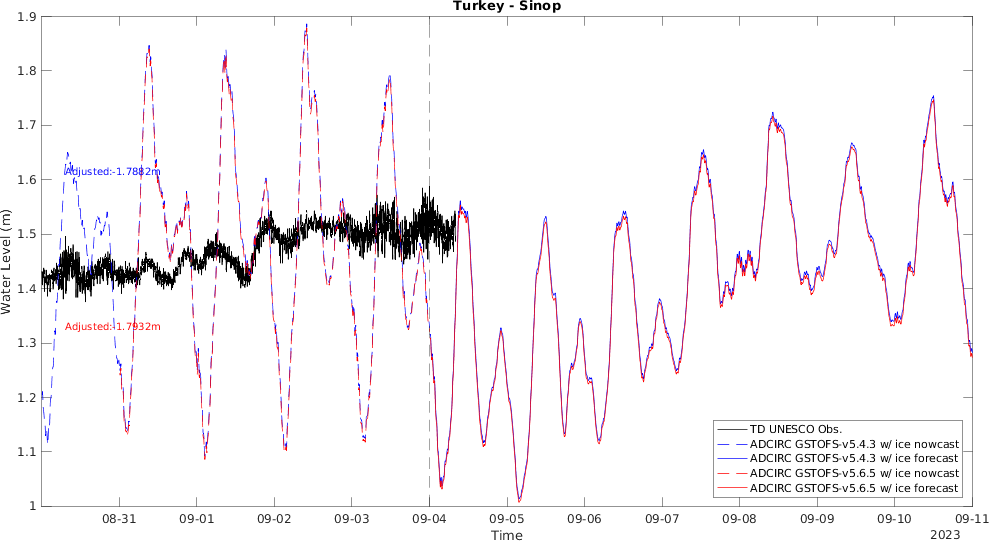 Turkey - Sinop
1.9
1.8
1.7
1.6
1.5
1.4
1.3
1.2
1.1
1
Water Level (m)
Adjusted:-1.7882m
Adjusted:-1.7932m
TD UNESCO Obs.
ADCIRC GSTOFS-v5.4.3 w/ ice nowcast
ADCIRC GSTOFS-v5.4.3 w/ ice forecast
ADCIRC GSTOFS-v5.6.5 w/ ice nowcast
ADCIRC GSTOFS-v5.6.5 w/ ice forecast
08-31 09-01 09-02 09-03 09-04 09-05 09-06 09-07 09-08 09-09 09-10 09-11
Time
2023